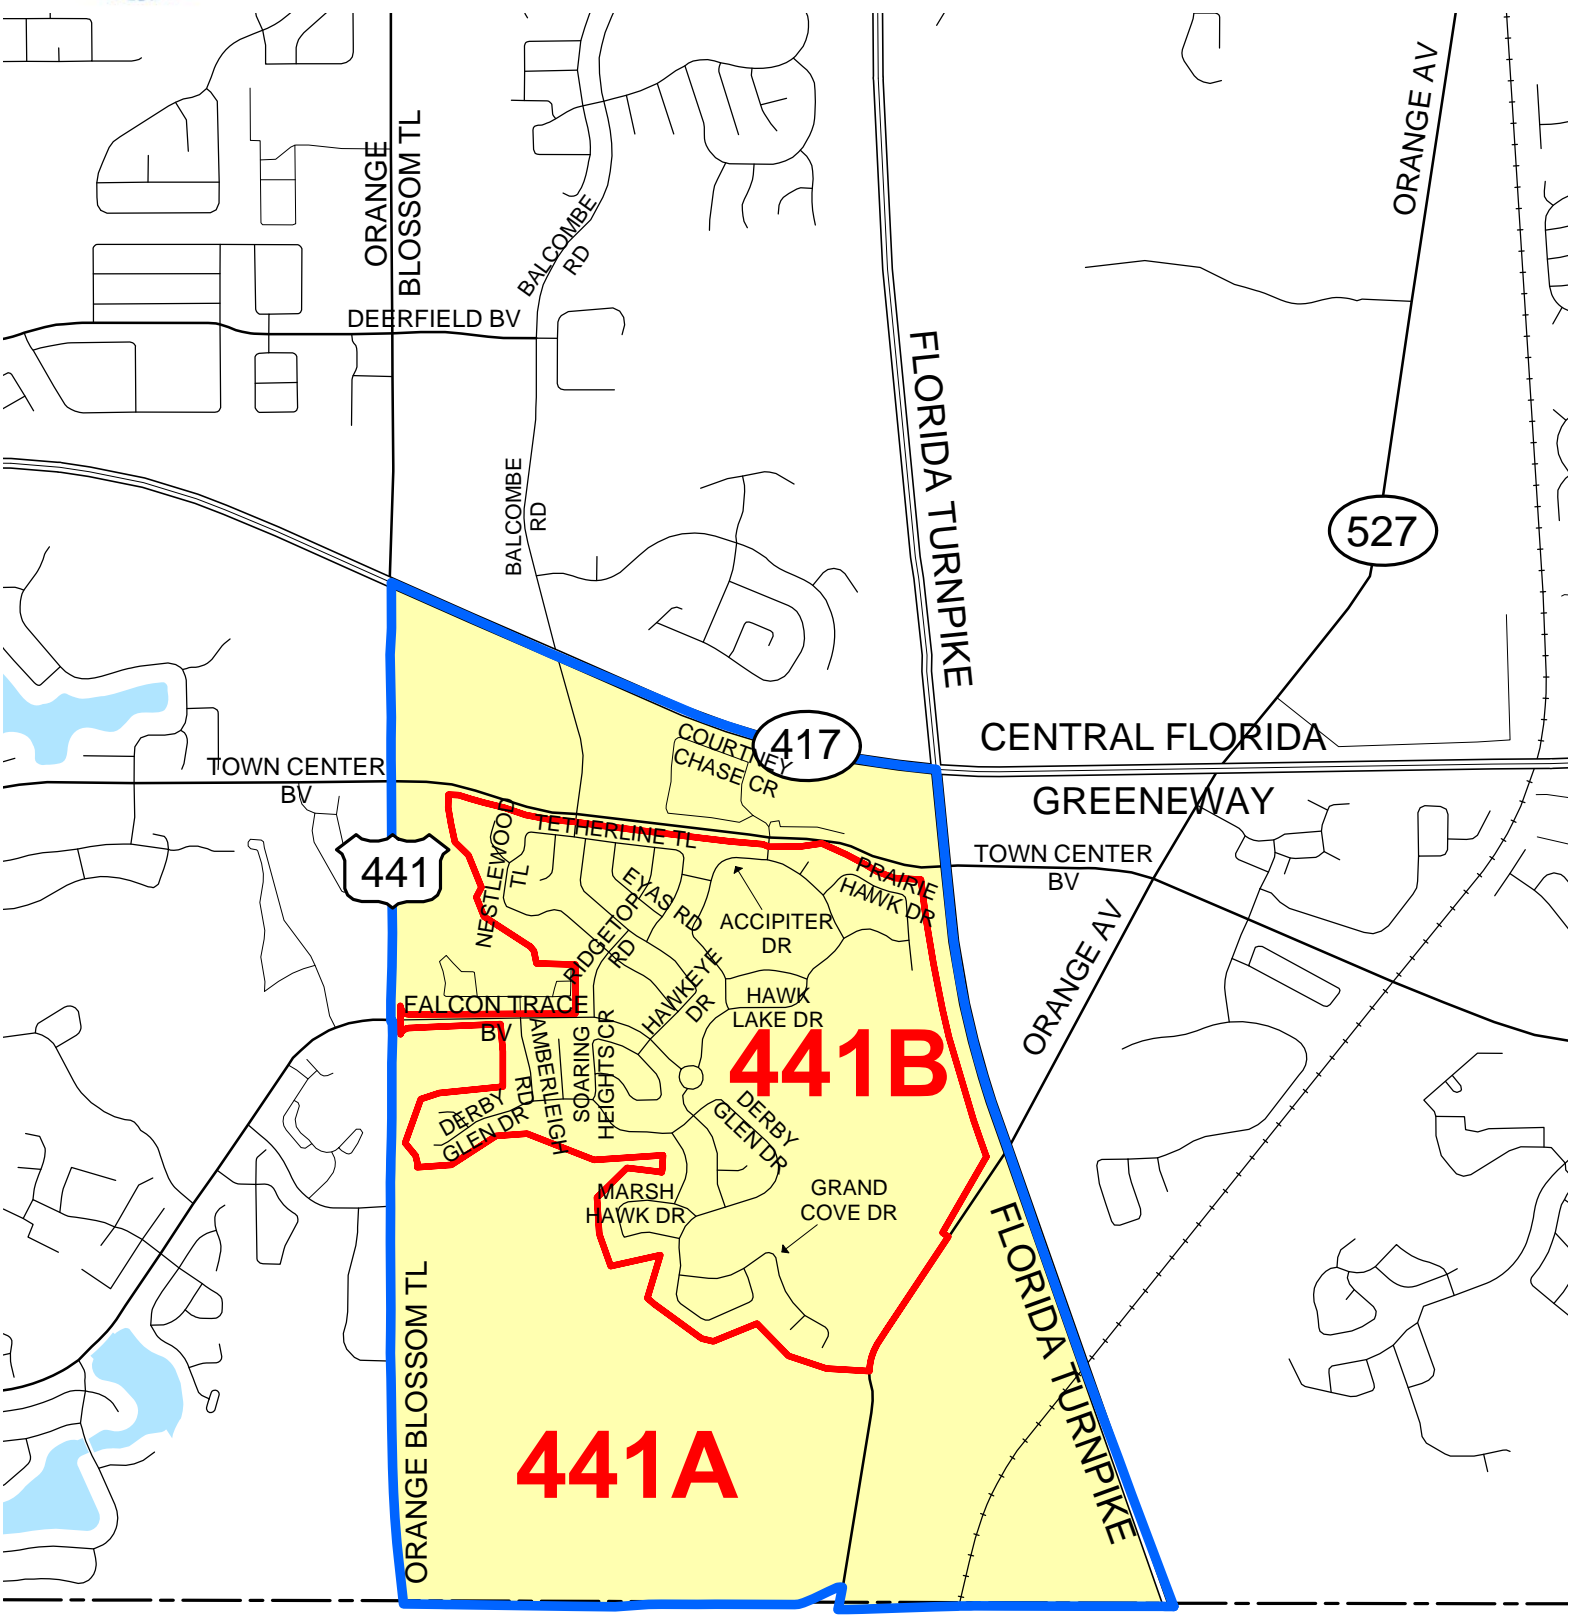 ORANGE AV
ORANGE
BLOSSOM TL
BALCOMBE
RD
DEERFIELD BV
FLORIDA TURNPIKE
BALCOMBE
RD
527
417
CENTRAL FLORIDA
GREENEWAY
COURTNEY
CHASE CR
TOWN CENTER
BV
441
NESTLEWOOD
TL
TETHERLINE TL
TOWN CENTER
BV
PRAIRIE
HAWK DR
EYAS RD
RIDGETOP
RD
ACCIPITER
DR
HAWKEYE
DR
HAWK
LAKE DR
ORANGE AV
FALCON TRACE
BV
AMBERLEIGH
RD
SOARING
HEIGHTS CR
441B
DERBY
GLEN DR
DERBY
GLEN DR
MARSH
HAWK DR
GRAND
COVE DR
FLORIDA TURNPIKE
ORANGE BLOSSOM TL
441A